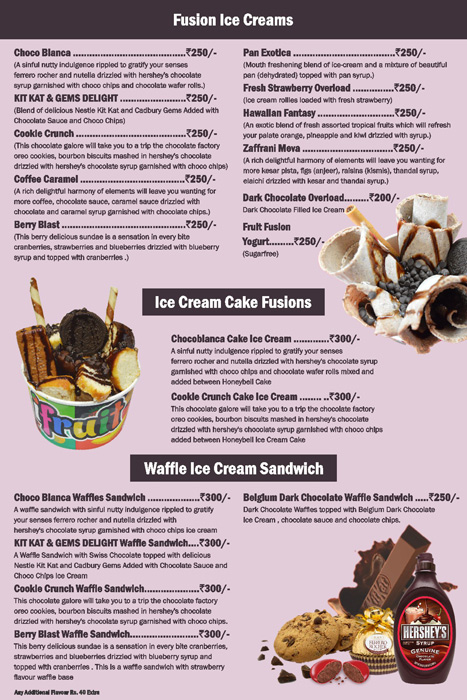 Fusion Ice Creams
Choco Bianca ...................................₹250/-
(A sinful nutty indulgence rippled to gratify your senses
ferrero rocher and nutella drizzled with hershey's chocolate
syrup garnished with choco chips and chocolate wafer rolls.)
KIT KAT & GEMS DELIGHT ....................₹250/-
(Blend of delicious Nestle Kit Kat and Cadbury Gems Added with
Chocolate Sauce and Choco Chips)
Cookie Crunch ..................................₹250/-
(This chocolate galore will take you to a trip the chocolate factory
oreo cookies, bourbon biscuits mashed in hershey's chocolate
drizzled with hershey's chocolate syrup garnished with choco chips)
Coffee Caramel .................................₹250/-
(A rich delightful harmony of elements will leave you wanting for
more coffee, chocolate sauce, caramel sauce drizzled with
chocolate and caramel syrup garnished with chocolate chips.)
Berry Blast ......................................₹250/-
(This berry delicious sundae is a sensation in every bite
cranberries, strawberries and blueberries drizzled with blueberry
syrup and topped with cranberries .)
Pan Exotica ................................₹250/-
(Mouth freshening blend of ice-cream and a mixture of beautiful
pan (dehydrated) topped with pan syrup.)
Fresh Strawberry Overload .............₹250/-
(Ice cream rollies loaded with fresh strawberry)
Hawaiian Fantasy ........................₹250/-
(An exotic blend of fresh assorted tropical fruits which will refresh
your palate orange, pineapple and kiwi drizzled with syrup.)
Zaffrani Meva ............................₹250/-
(A rich delightful harmony of elements will leave you wanting for
more kesar pista, figs (anjeer), raisins (kismis), thandai syrup,
elaichi drizzled with kesar and thandai syrup.)
Dark Chocolate Overload........₹200/-
Dark Chocolate Filled Ice Cream
Fruit Fusion
Yogurt.........₹250/-
(Sugarfree)
fruit
Ice Cream Cake Fusions
Chocobianca Cake Ice Cream .............₹300/-
A sinful nutty indulgence rippled to gratify your senses
ferrero rocher and nutella drizzled with hershey's chocolate syrup
garnished with choco chips and chocolate wafer rolls mixed and
added between Honeybell Cake
Cookie Crunch Cake Ice Cream ........ ..₹300/-
This chocolate galore will take you to a trip the chocolate factory
oreo cookies, bourbon biscuits mashed in hershey's chocolate
drizzled with hershey's chocolate syrup garnished with choco chips
added between Honeybell Ice Cream Cake
Waffle Ice Cream Sandwich
Choco Bianca Waffles Sandwich ................₹300/-
A waffle sandwich with sinful nutty indulgence rippled to gratify
your senses ferrero rocher and nutella drizzled with
hershey's chocolate syrup garnished with choco chips ice cream
KIT KAT & GEMS DELIGHT Waffle Sandwich....₹300/-
A Waffle Sandwich with Swiss Chocolate topped with delicious
Nestle Kit Kat and Cadbury Gems Added with Chocolate Sauce and
Choco Chips Ice Cream
Cookie Crunch Waffle Sandwich.................₹300/-
This chocolate galore will take you to a trip the chocolate factory
oreo cookies, bourbon biscuits mashed in hershey's chocolate
drizzled with hershey's chocolate syrup garnished with choco chips.
Berry Blast Waffle Sandwich.....................₹300/-
This berry delicious sundae is a sensation in every bite cranberries,
strawberries and blueberries drizzled with blueberry syrup and
topped with cranberries . This is a waffle sandwich with strawberry
flavour waffle base
Belgium Dark Chocolate Waffle Sandwich .....₹250/-
Dark Chocolate Waffles topped with Belgium Dark Chocolate
Ice Cream , chocolate sauce and chocolate chips.
HERSHEY'S
SYRUP
GENUINE
CHOCOLATE
FLAVOR
FERRERO
ROCHER
Any Additional Flavour Rs. 40 Extra